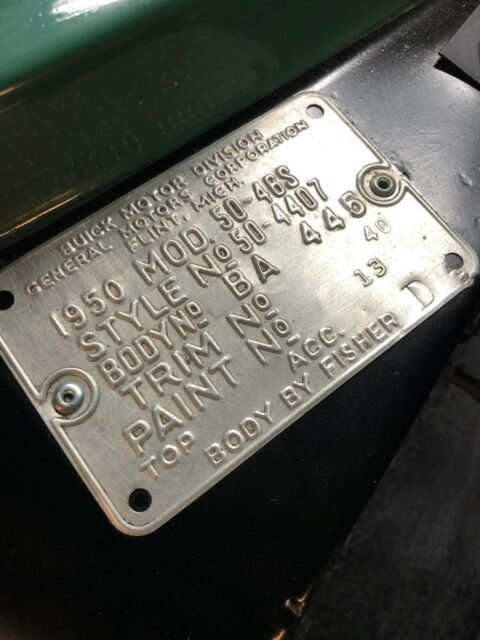 BUICK MOTOR DIVISION
GENERAL MOTORS CORPORATION
FLINT, MICH.
1950 MOD. 50-46S
STYLE No 50-4407
BODY No BA 445
TRIM No 40
PAINT No 13
TOP ACC. D
BODY BY FISHER